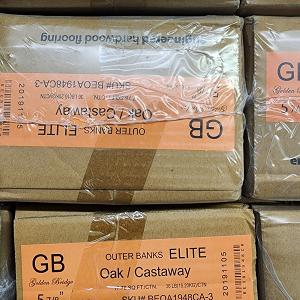 engineered hardwood flooring
GB
OUTER BANKS ELITE
Oak / Castaway
SKU# BEOA1948CA-3
20191105
GB
GB
Golden Bridge
5 7/8"
OUTER BANKS ELITE
Oak / Castaway
SKU# BEOA1948CA-3
20191105